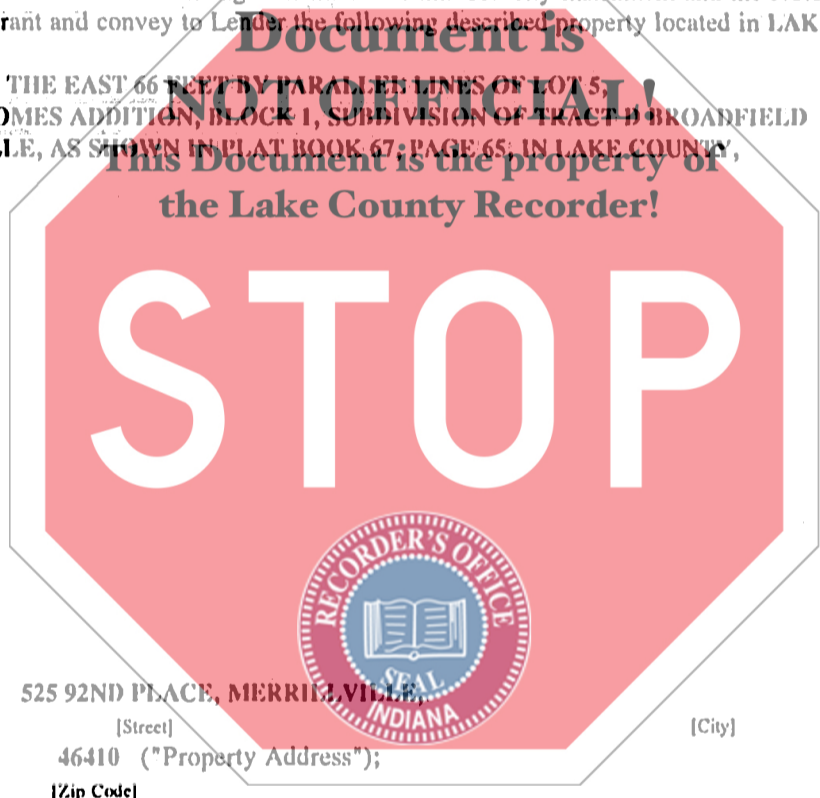 rant and convey to Lender the following described property located in LAK
Document is
THE EAST 66 FEET BY PARALLEL LINES OF LOT 5,
NOT OFFICIAL!
OMES ADDITION, BLOCK 1, SUBDIVISION OF TRACT D BROADFIELD
LE, AS SHOWN IN PLAT BOOK 67, PAGE 65, IN LAKE COUNTY,
This Document is the property of
the Lake County Recorder!
STOP
RECORDER'S OFFICE
SEAL
INDIANA
525 92ND PLACE, MERRILLVILLE,
[Street] [City]
46410 ("Property Address");
[Zip Code]